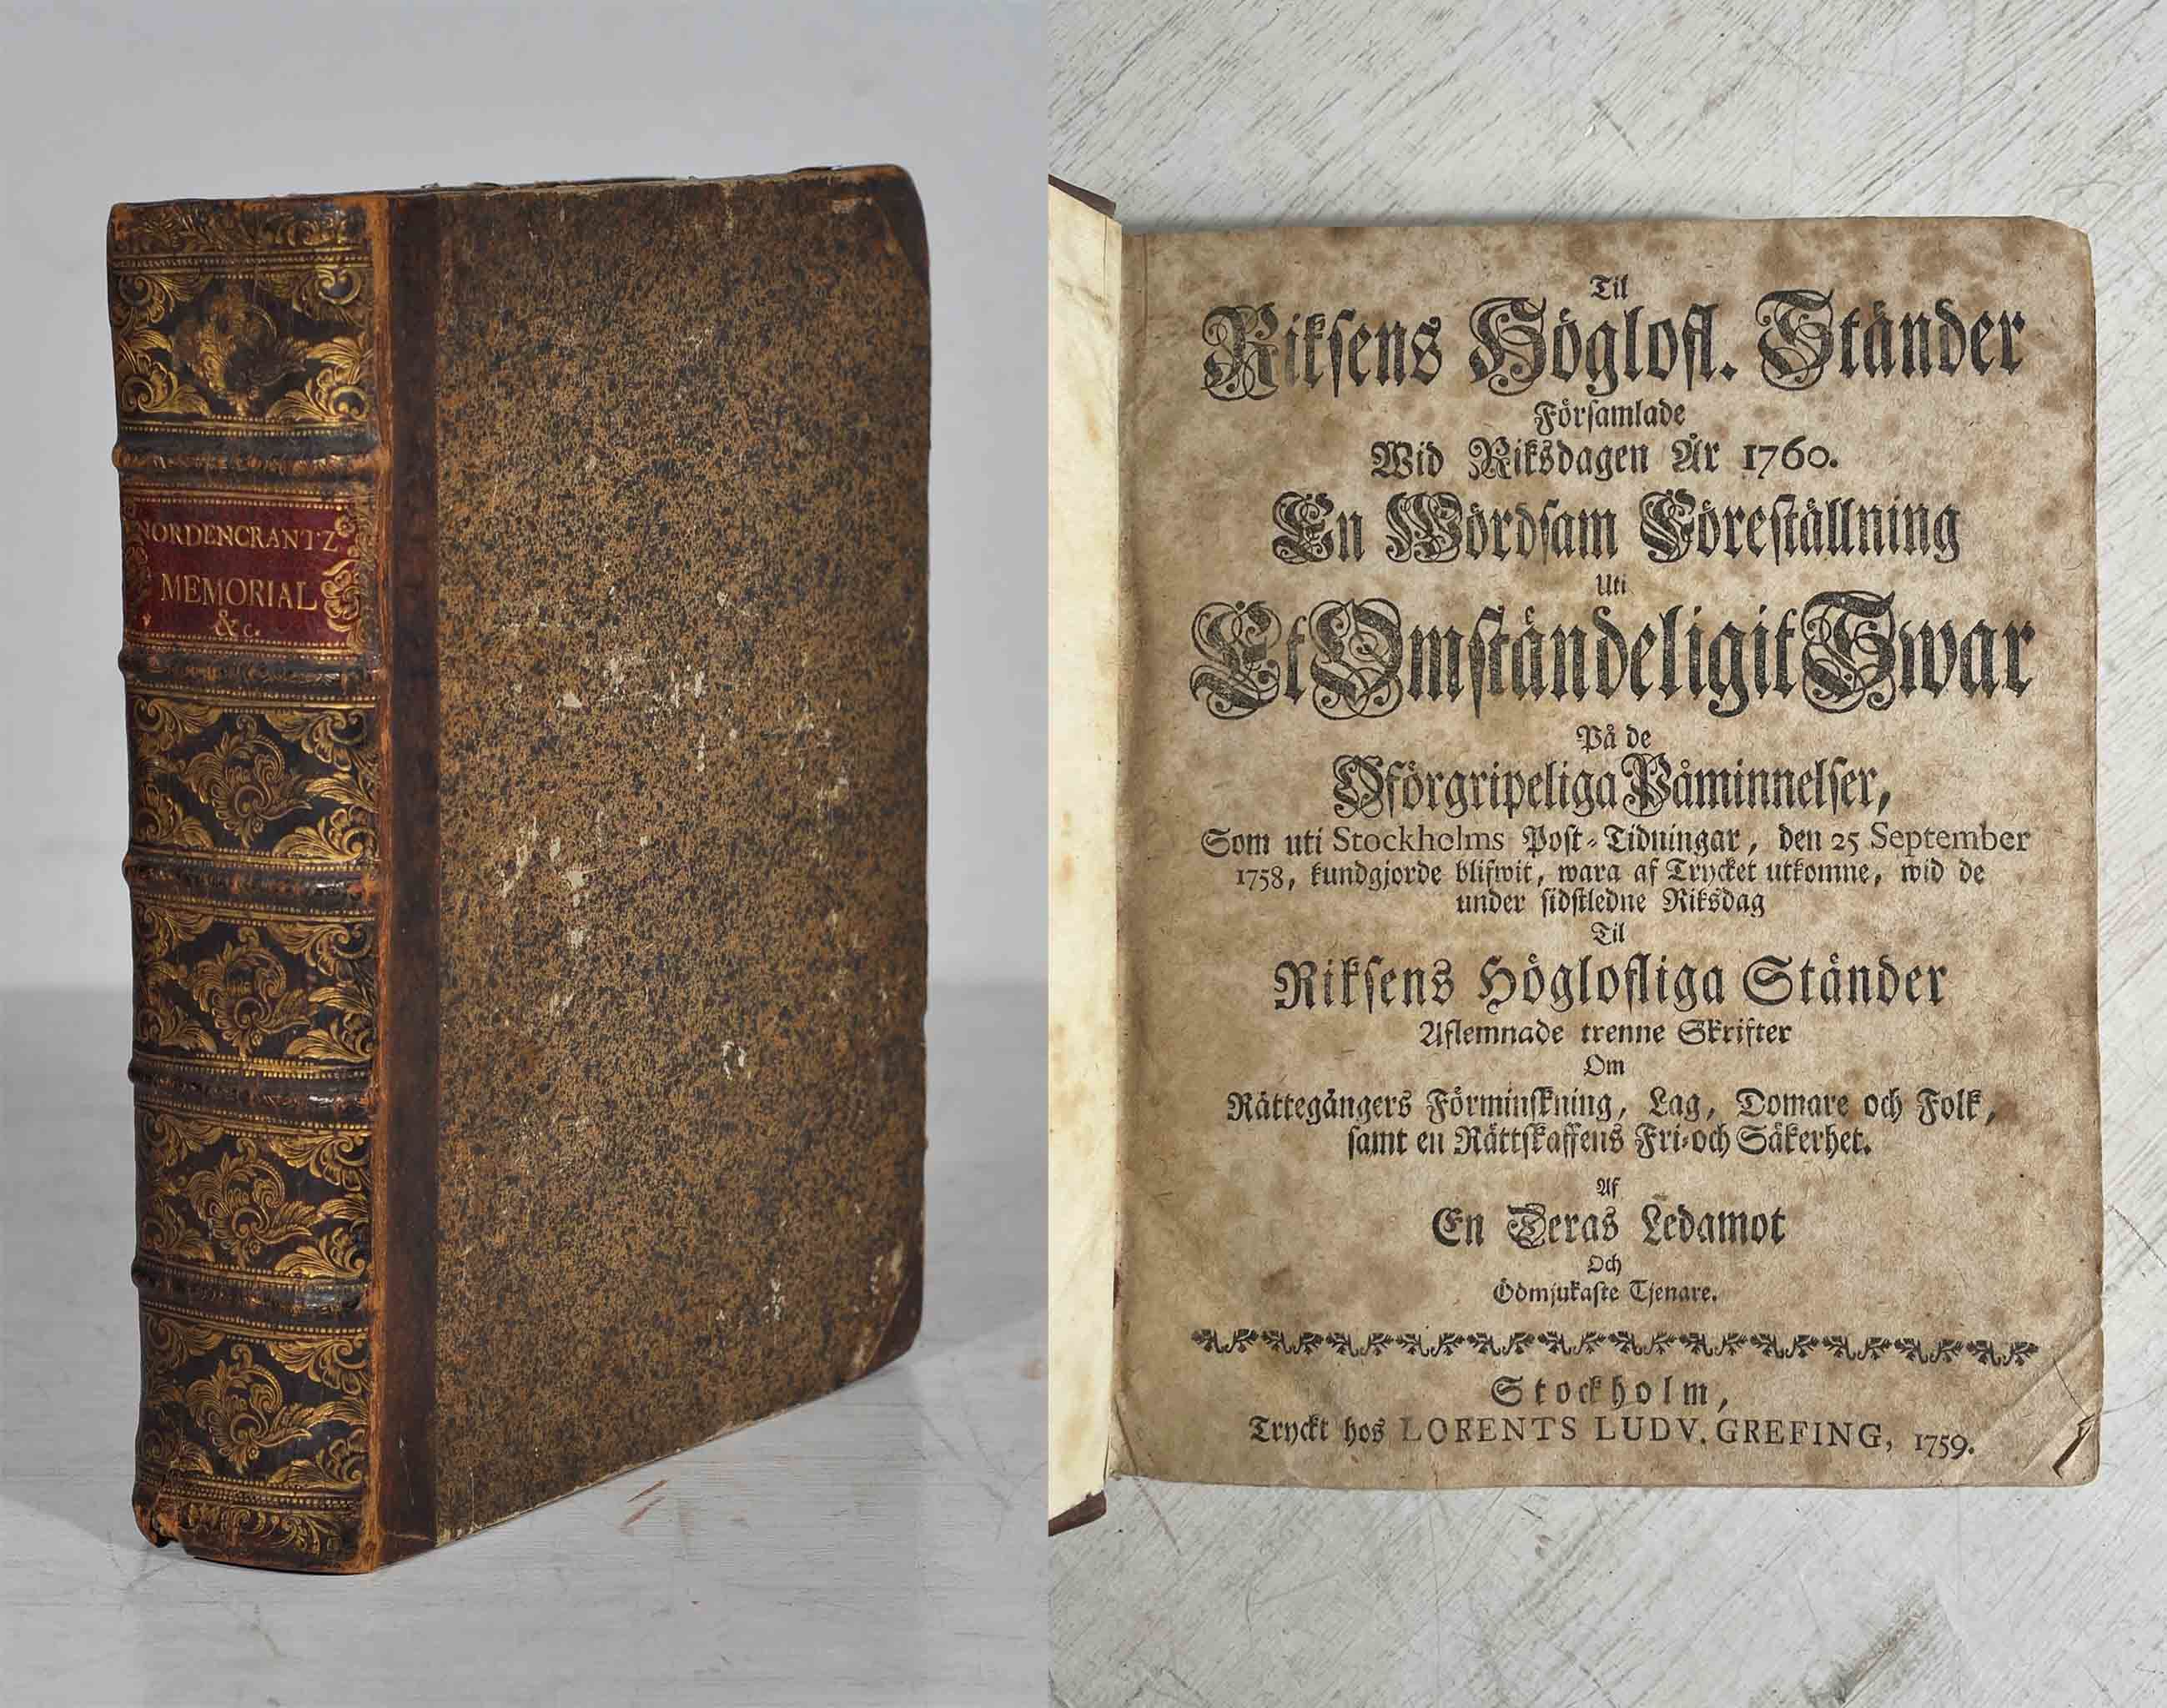 NORDENCRANTZ
MEMORIAL
&c.
Til
Riksens Höglofl. Ständer
Församlade
Wid Riksdagen År 1760.
En Wördsam Föreställning
Uti
Et Omständeligit Swar
På de
Oförgripeliga Påminnelser,
Som uti Stockholms Post-Tidningar, den 25 September
1758, kundgjorde blifwit, wara af Trycket utkomne, wid de
under sidstledne Riksdag
Til
Riksens Höglofliga Ständer
Aflemnade trenne Skrifter
Om
Rättegångers Förminskning, Lag, Domare och Folk,
samt en Rättskaffens Fri-och Säkerhet.
Af
En Deras Ledamot
Och
Ödmjukaste Tjenare.
Stockholm,
Tryckt hos LORENTS LUDV. GREFING, 1759.